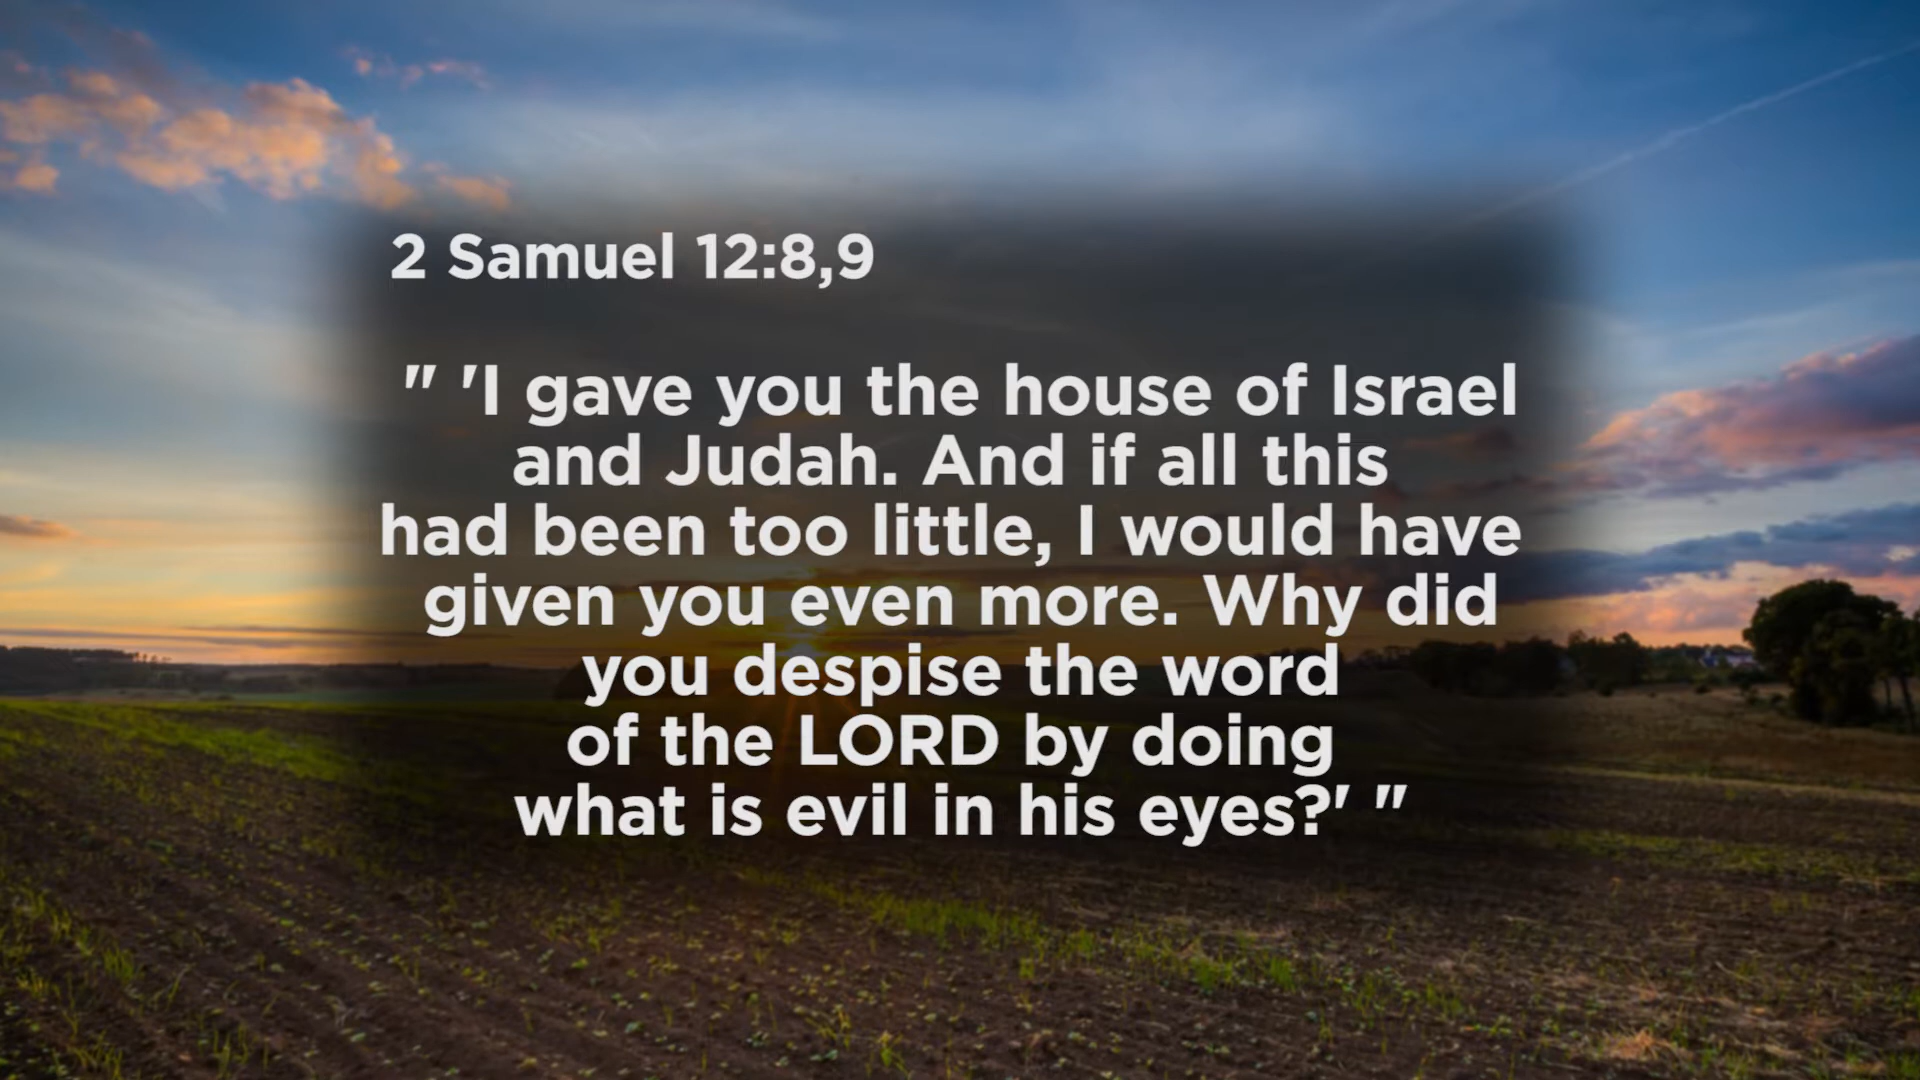 2 Samuel 12:8,9
" 'I gave you the house of Israel
and Judah. And if all this
had been too little, I would have
given you even more. Why did
you despise the word
of the LORD by doing
what is evil in his eyes?' "